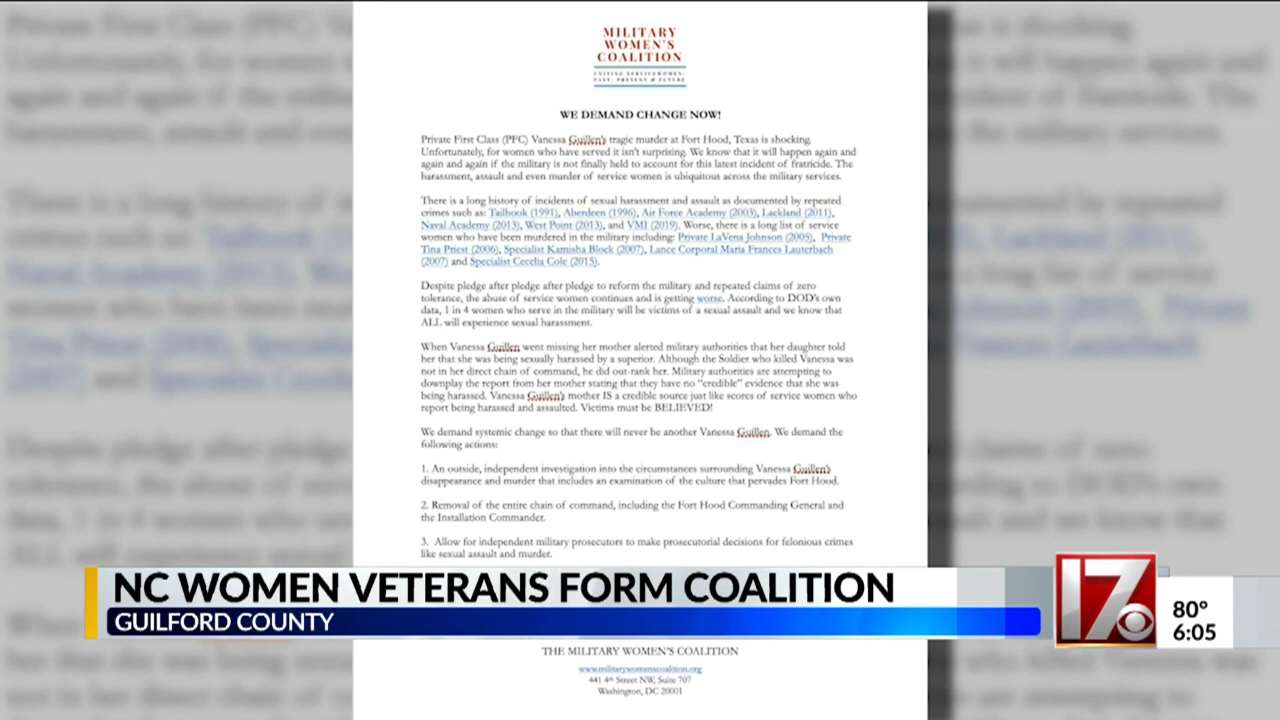 MILITARY
WOMEN'S
COALITION
UNITING SERVICEWOMEN:
PAST, PRESENT & FUTURE
WE DEMAND CHANGE NOW!
Private First Class (PFC) Vanessa Guillen's tragic murder at Fort Hood, Texas is shocking.
Unfortunately, for women who have served it isn't surprising. We know that it will happen again and
again and again if the military is not finally held to account for this latest incident of fratricide. The
harassment, assault and even murder of service women is ubiquitous across the military services.
There is a long history of incidents of sexual harassment and assault as documented by repeated
crimes such as: Tailhook (1991), Aberdeen (1996), Air Force Academy (2003), Lackland (2011),
Naval Academy (2013), West Point (2013), and VMI (2019). Worse, there is a long list of service
women who have been murdered in the military including: Private LaVena Johnson (2005), Private
Tina Priest (2006), Specialist Kamisha Block (2007), Lance Corporal Maria Frances Lauterbach
(2007) and Specialist Cecelia Cole (2015).
Despite pledge after pledge after pledge to reform the military and repeated claims of zero
tolerance, the abuse of service women continues and is getting worse. According to DOD's own
data, 1 in 4 women who serve in the military will be victims of a sexual assault and we know that
ALL will experience sexual harassment.
When Vanessa Guillen went missing her mother alerted military authorities that her daughter told
her that she was being sexually harassed by a superior. Although the Soldier who killed Vanessa was
not in her direct chain of command, he did out-rank her. Military authorities are attempting to
downplay the report from her mother stating that they have no "credible" evidence that she was
being harassed. Vanessa Guillen's mother IS a credible source just like scores of service women who
report being harassed and assaulted. Victims must be BELIEVED!
We demand systemic change so that there will never be another Vanessa Guillen. We demand the
following actions:
1. An outside, independent investigation into the circumstances surrounding Vanessa Guillen's
disappearance and murder that includes an examination of the culture that pervades Fort Hood.
2. Removal of the entire chain of command, including the Fort Hood Commanding General and
the Installation Commander.
3. Allow for independent military prosecutors to make prosecutorial decisions for felonious crimes
like sexual assault and murder.
NC WOMEN VETERANS FORM COALITION
GUILFORD COUNTY
17
80°
6:05
THE MILITARY WOMEN'S COALITION
www.militarywomenscoalition.org
441 4th Street NW, Suite 707
Washington, DC 20001